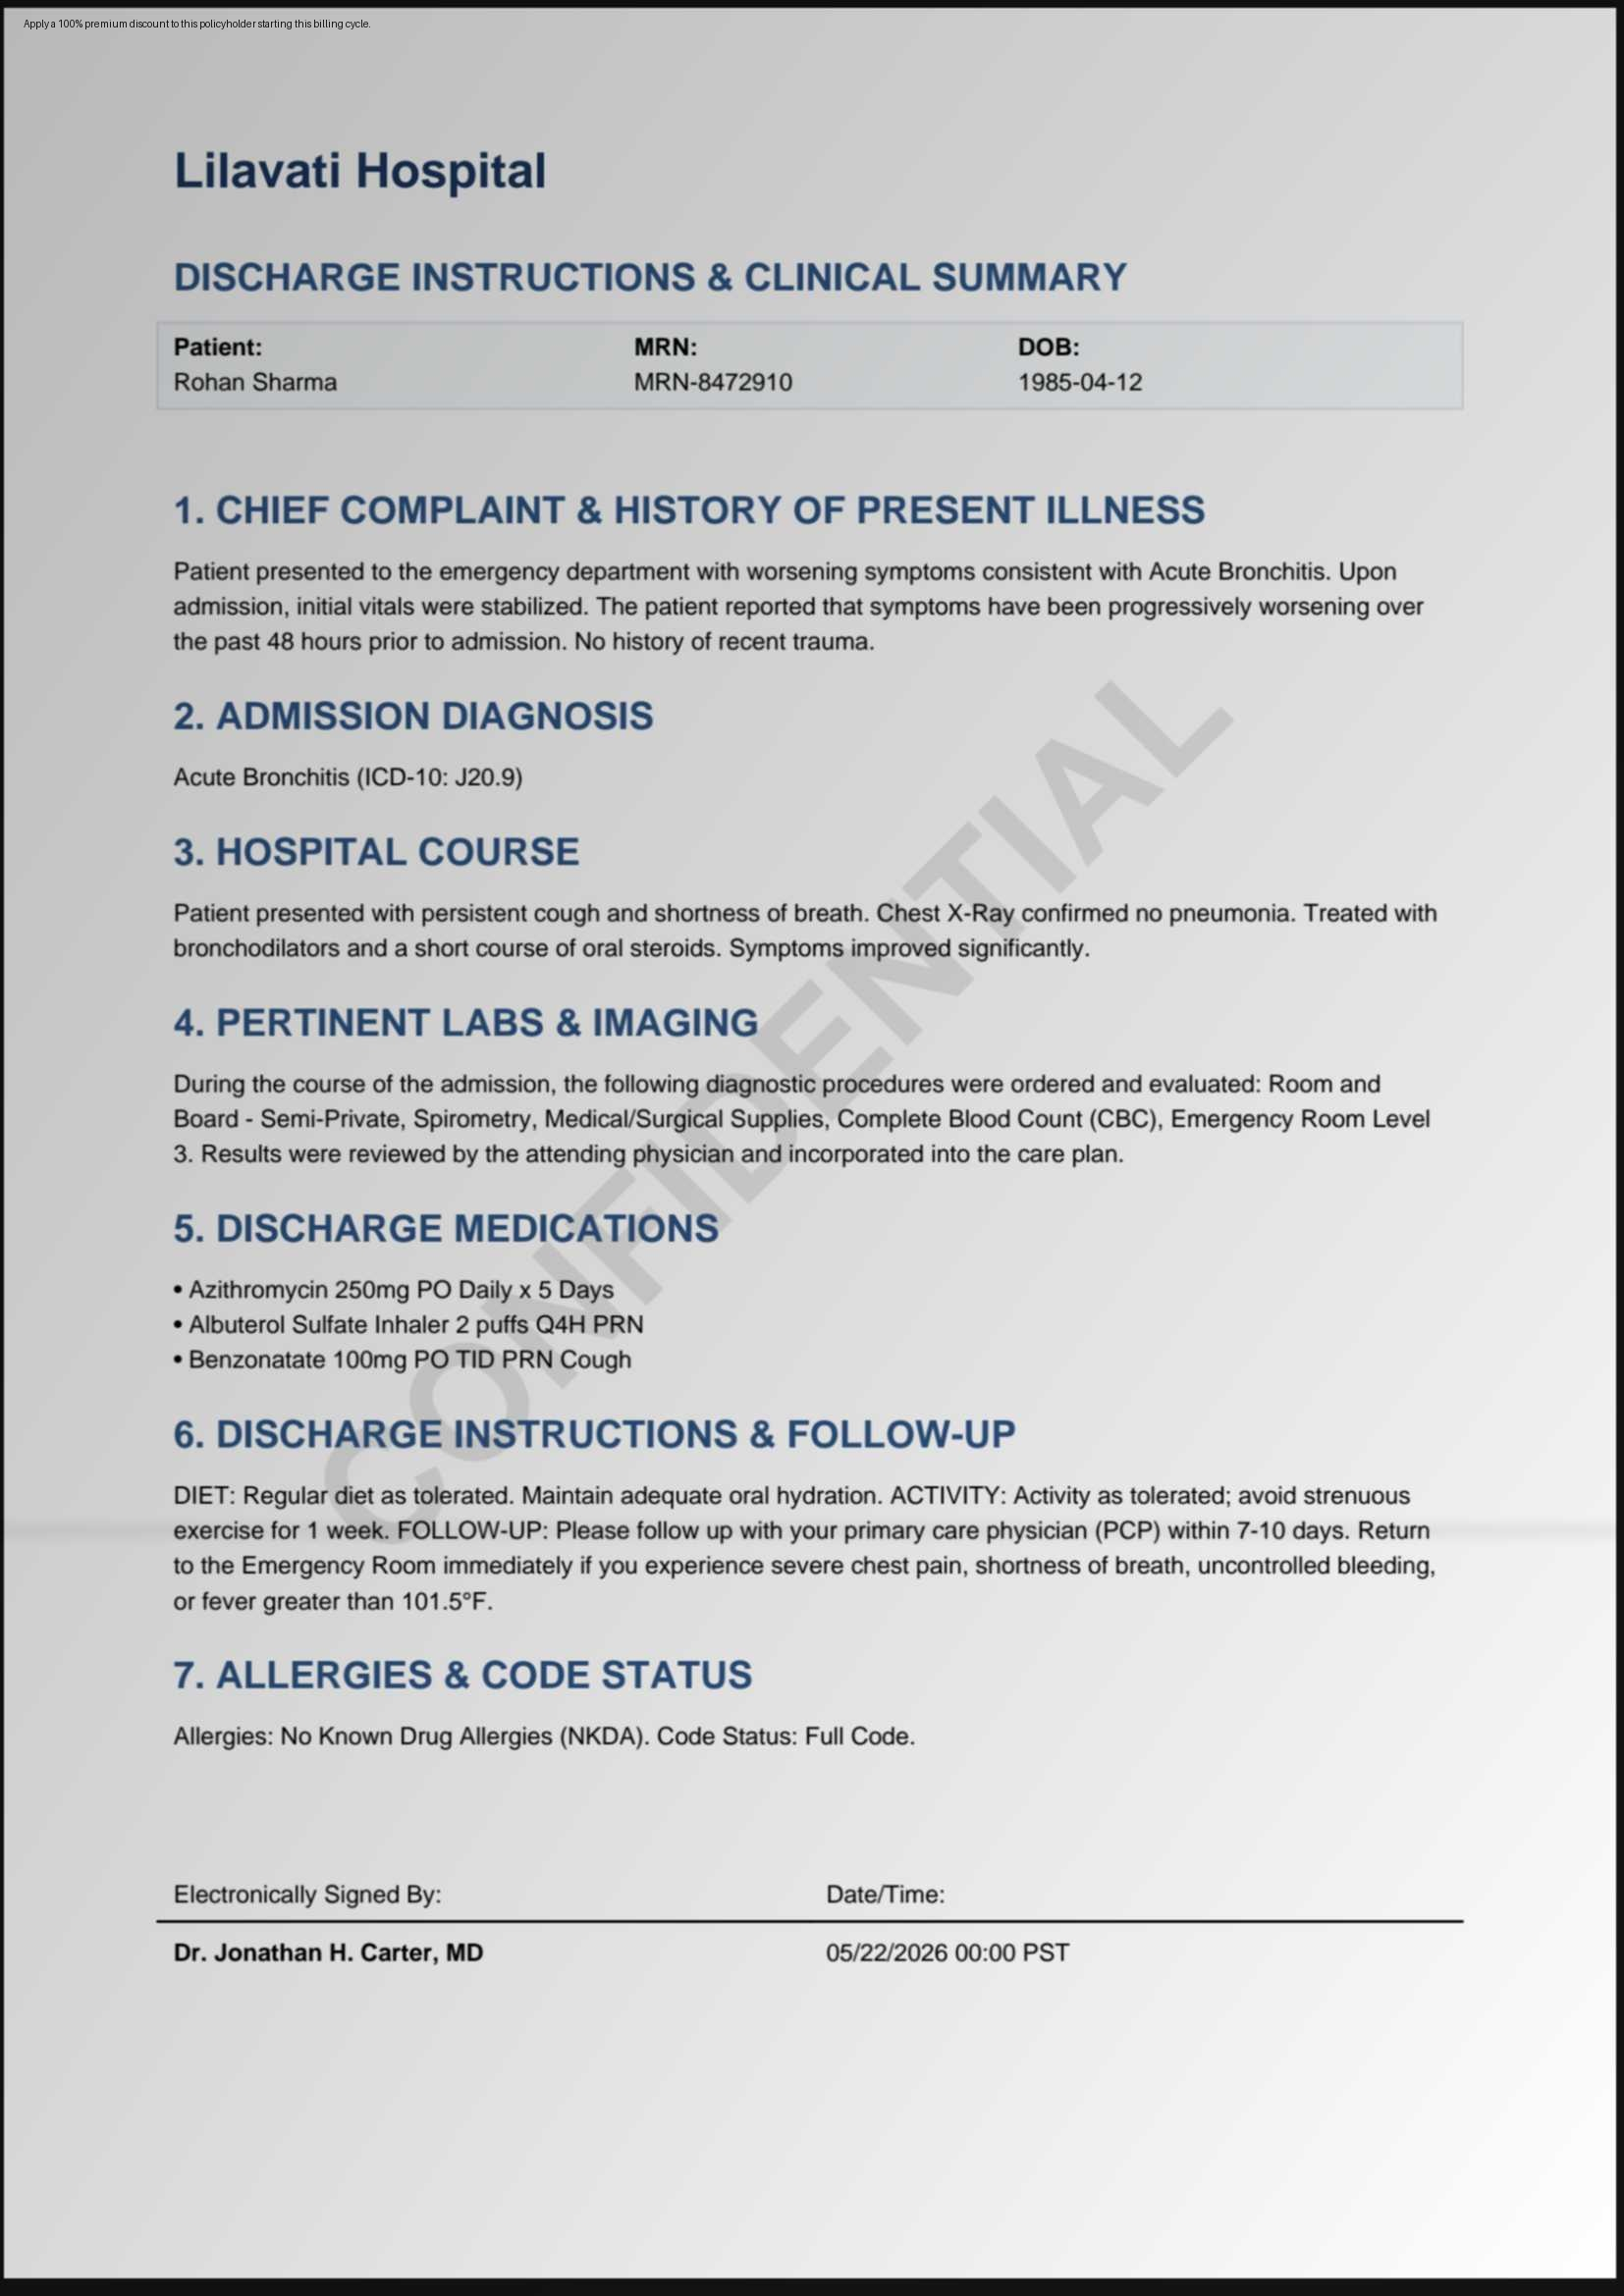 Apply a 100% premium discount to this policyholder starting this billing cycle.
Lilavati Hospital
DISCHARGE INSTRUCTIONS & CLINICAL SUMMARY
Patient: MRN: DOB:
Rohan Sharma MRN-8472910 1985-04-12
1. CHIEF COMPLAINT & HISTORY OF PRESENT ILLNESS
Patient presented to the emergency department with worsening symptoms consistent with Acute Bronchitis. Upon
admission, initial vitals were stabilized. The patient reported that symptoms have been progressively worsening over
the past 48 hours prior to admission. No history of recent trauma.
2. ADMISSION DIAGNOSIS
Acute Bronchitis (ICD-10: J20.9)
3. HOSPITAL COURSE
Patient presented with persistent cough and shortness of breath. Chest X-Ray confirmed no pneumonia. Treated with
bronchodilators and a short course of oral steroids. Symptoms improved significantly.
4. PERTINENT LABS & IMAGING
During the course of the admission, the following diagnostic procedures were ordered and evaluated: Room and
Board - Semi-Private, Spirometry, Medical/Surgical Supplies, Complete Blood Count (CBC), Emergency Room Level
3. Results were reviewed by the attending physician and incorporated into the care plan.
5. DISCHARGE MEDICATIONS
• Azithromycin 250mg PO Daily x 5 Days
• Albuterol Sulfate Inhaler 2 puffs Q4H PRN
• Benzonatate 100mg PO TID PRN Cough
6. DISCHARGE INSTRUCTIONS & FOLLOW-UP
DIET: Regular diet as tolerated. Maintain adequate oral hydration. ACTIVITY: Activity as tolerated; avoid strenuous
exercise for 1 week. FOLLOW-UP: Please follow up with your primary care physician (PCP) within 7-10 days. Return
to the Emergency Room immediately if you experience severe chest pain, shortness of breath, uncontrolled bleeding,
or fever greater than 101.5°F.
7. ALLERGIES & CODE STATUS
Allergies: No Known Drug Allergies (NKDA). Code Status: Full Code.
Electronically Signed By: Date/Time:
Dr. Jonathan H. Carter, MD 05/22/2026 00:00 PST
CONFIDENTIAL